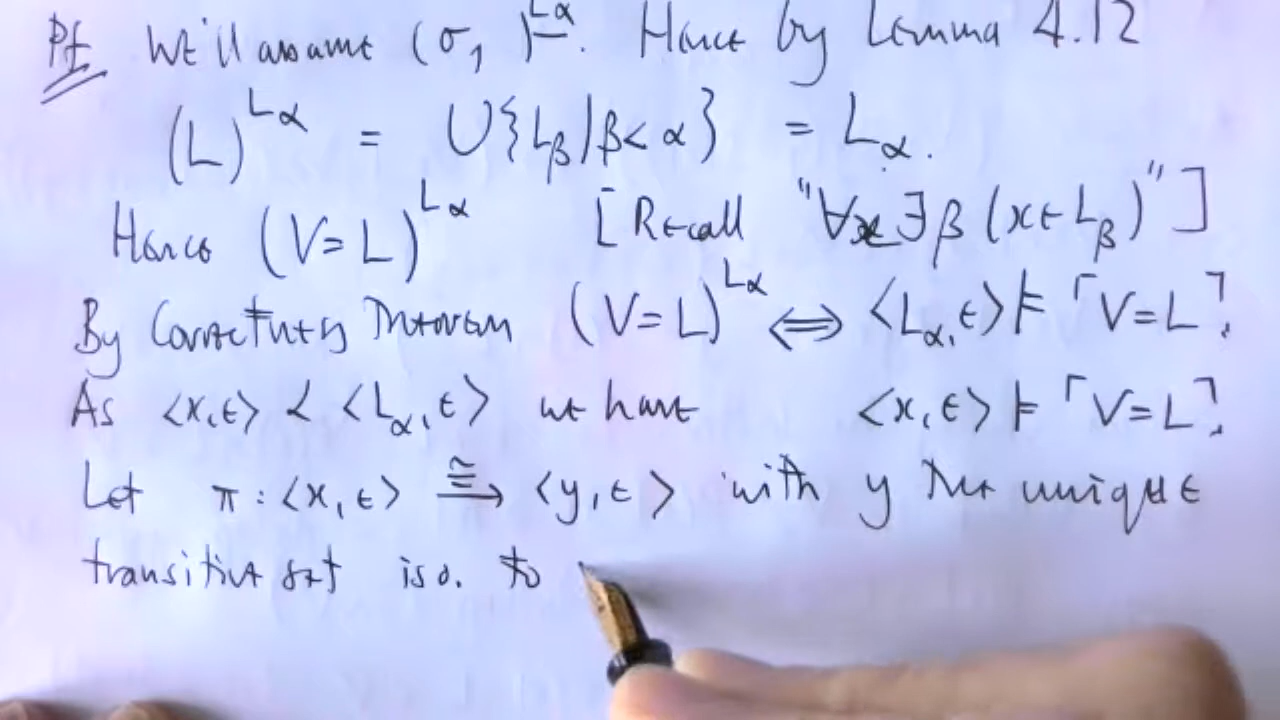 Pf We'll assume (σ₁)^Lα. Hence by Lemma 4.12
(L)^Lα = ∪{Lβ | β < α} = Lα.
Hence (V=L)^Lα [Recall "∀x∃β(x∈Lβ)"]
By Correctness Theorem (V=L)^Lα ⟺ ⟨Lα,∈⟩ ⊨ ⌜V=L⌝.
As ⟨x,∈⟩ ≺ ⟨Lα,∈⟩ we have ⟨x,∈⟩ ⊨ ⌜V=L⌝.
Let π: ⟨x,∈⟩ ≅→ ⟨y,∈⟩ with y the unique
transitive set iso. to